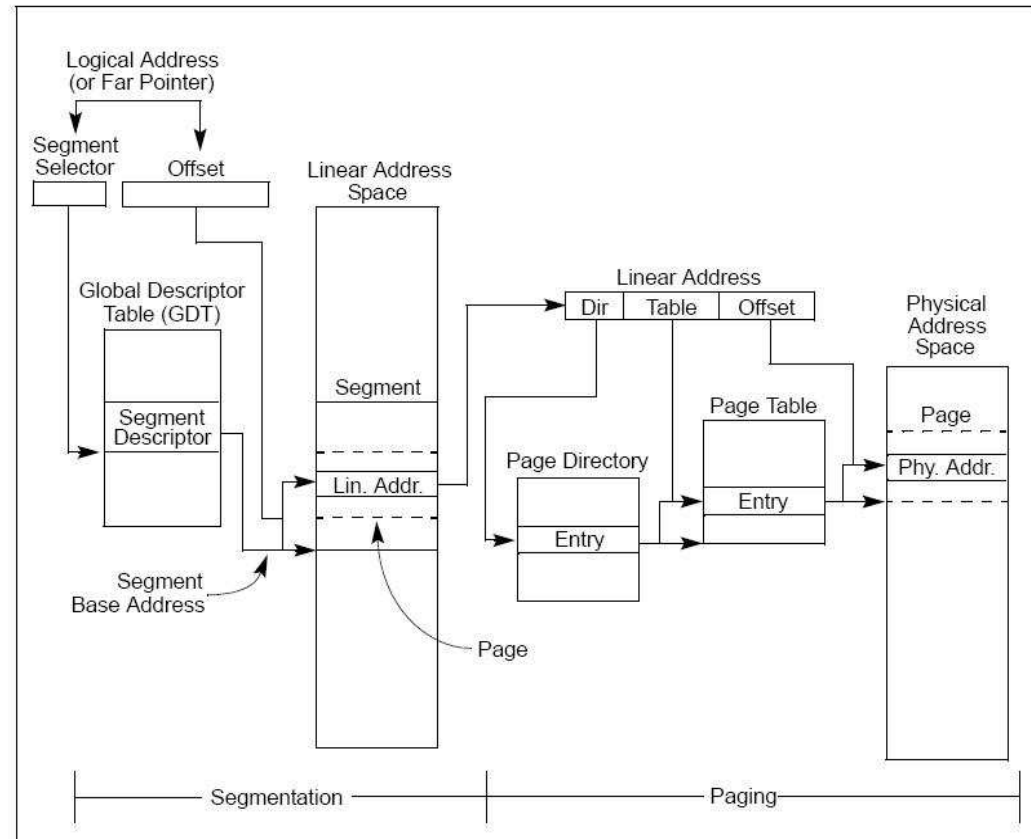 Logical Address
(or Far Pointer)
Segment
Selector
Offset
Linear Address
Space
Global Descriptor
Table (GDT)
Segment
Descriptor
Segment
Lin. Addr.
Segment
Base Address
Page
Linear Address
Dir
Table
Offset
Physical
Address
Space
Page Table
Page Directory
Entry
Entry
Page
Phy. Addr.
Segmentation
Paging